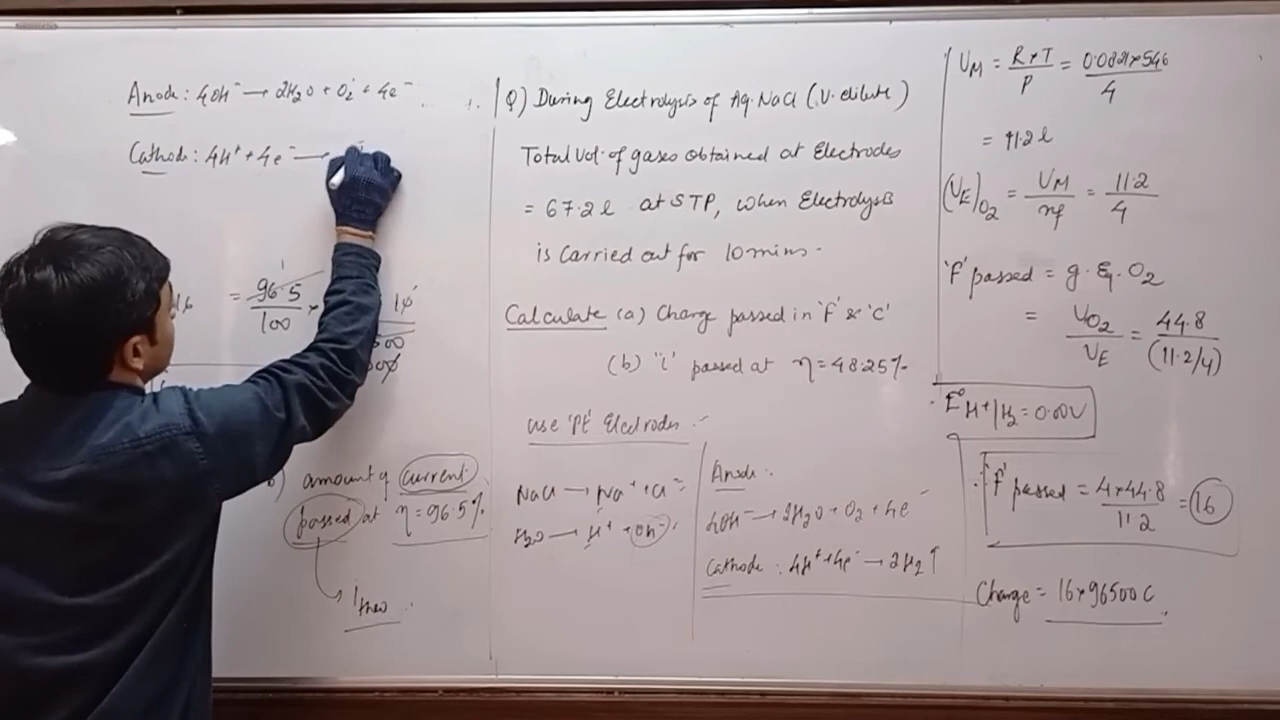 Anode: 4OH⁻ → 2H₂O + O₂ + 4e⁻
Cathode: 4H⁺ + 4e⁻ →
= 96.5 / 100 ×
amount of current
passed at η = 96.5%
i theo
Q) During Electrolysis of Aq. NaCl (V. dilute)
Total Vol. of gases obtained at Electrodes
= 67.2 l at STP, when Electrolysis
is Carried out for 10 mins.
Calculate (a) Charge passed in 'F' & 'C'
(b) 'i' passed at η = 48.25%.
use 'Pt' Electrodes
NaCl → Na⁺ + Cl⁻
H₂O → H⁺ + OH⁻
Anode:
4OH⁻ → 2H₂O + O₂ + 4e⁻
Cathode: 4H⁺ + 4e⁻ → 2H₂↑
V_M = R×T / P = 0.0821×546 / 4
= 11.2 l
(V_E)O₂ = V_M / nf = 11.2 / 4
'F' passed = g. Eq. O₂
= V_O₂ / V_E = 44.8 / (11.2/4)
E° H⁺/H₂ = 0.00V
'F' passed = 4×44.8 / 11.2 = 16
Charge = 16×96500 C